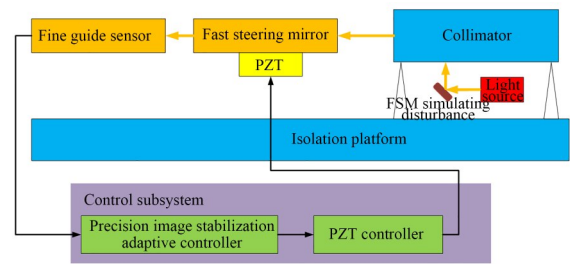 Fine guide sensor
Fast steering mirror
Collimator
PZT
Light
source
FSM simulating
disturbance
Isolation platform
Control subsystem
Precision image stabilization
adaptive controller
PZT controller